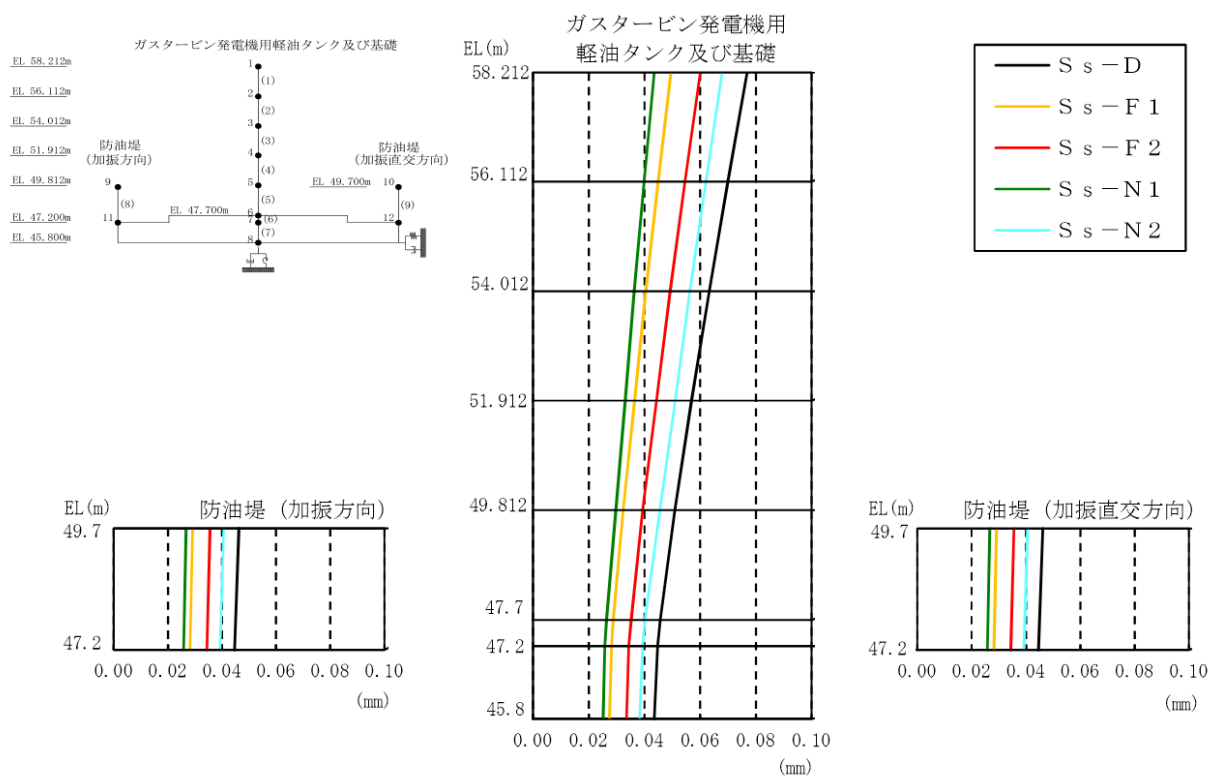 ガスタービン発電機用軽油タンク及び基礎
EL 58.212m
EL 56.112m
EL 54.012m
EL 51.912m
EL 49.812m
EL 47.200m
EL 45.800m
1
(1)
2
(2)
3
(3)
4
(4)
5
(5)
6
7
(6)
(7)
8
防油堤
(加振方向)
9
(8)
11
EL 47.700m
防油堤
(加振直交方向)
EL 49.700m
10
(9)
12
ガスタービン発電機用
軽油タンク及び基礎
EL(m)
58.212
56.112
54.012
51.912
49.812
47.7
47.2
45.8
0.00 0.02 0.04 0.06 0.08 0.10
(mm)
Ss-D
Ss-F1
Ss-F2
Ss-N1
Ss-N2
EL(m)
防油堤 (加振方向)
49.7
47.2
0.00 0.02 0.04 0.06 0.08 0.10
(mm)
EL(m)
防油堤 (加振直交方向)
49.7
47.2
0.00 0.02 0.04 0.06 0.08 0.10
(mm)